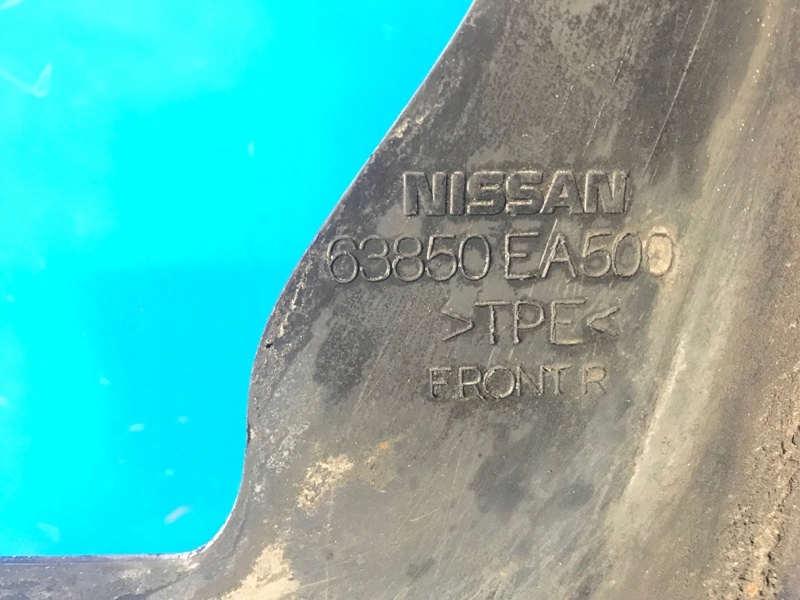 NISSAN
63850 EA500
>TPE<
FRONT R